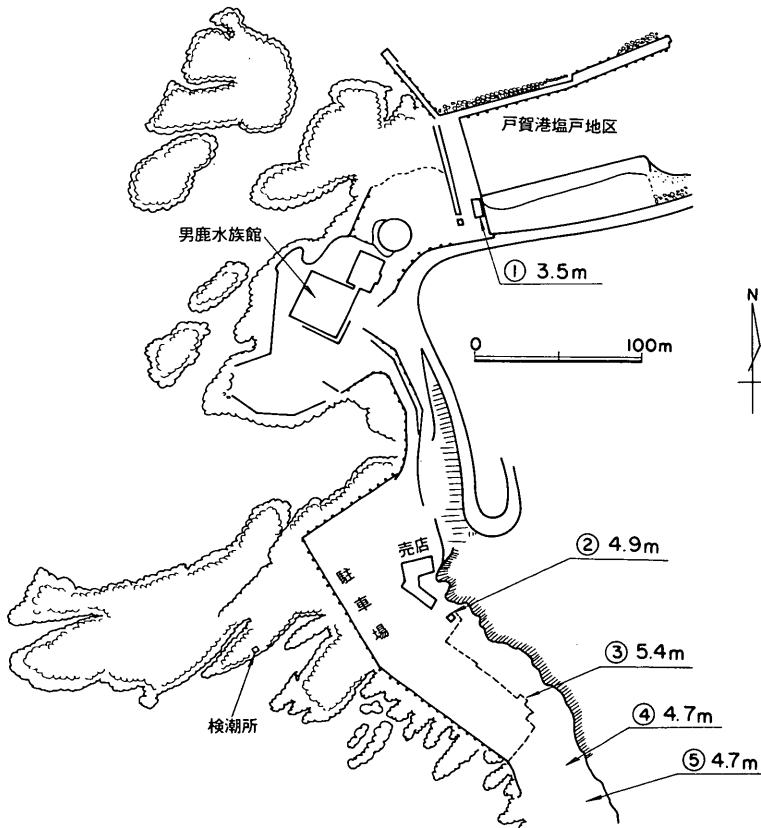 戸賀港塩戸地区
男鹿水族館
① 3.5m
N
0 100m
売店
② 4.9m
駐車場
③ 5.4m
④ 4.7m
検潮所
⑤ 4.7m